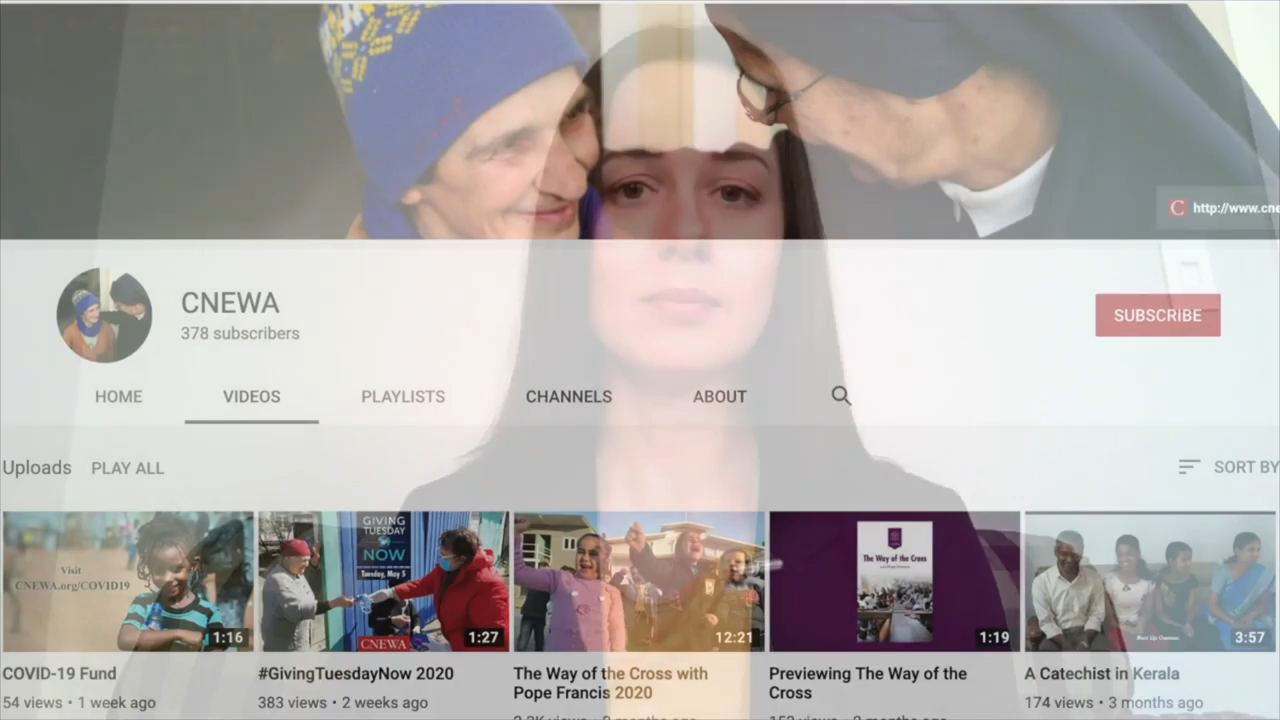 http://www.cne
CNEWA
378 subscribers
SUBSCRIBE
HOME VIDEOS PLAYLISTS CHANNELS ABOUT
Uploads PLAY ALL SORT BY
Visit
CNEWA.org/COVID19
1:16
GIVING
TUESDAY
NOW
Tuesday, May 5
CNEWA
1:27
12:21
The Way of the Cross
1:19
3:57
COVID-19 Fund
54 views • 1 week ago
#GivingTuesdayNow 2020
383 views • 2 weeks ago
The Way of the Cross with
Pope Francis 2020
Previewing The Way of the
Cross
A Catechist in Kerala
174 views • 3 months ago